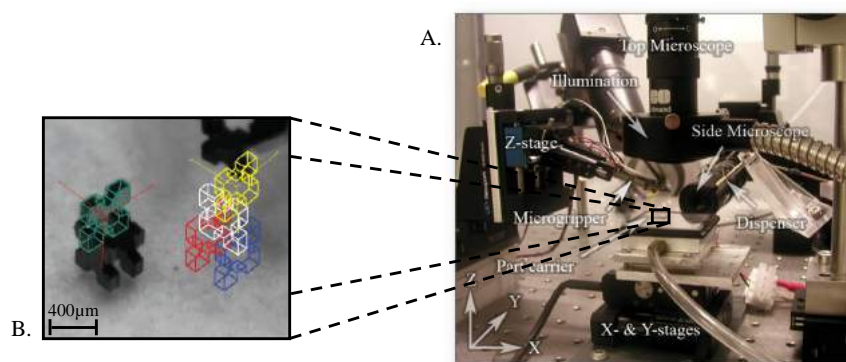 A.
Top Microscope
Illumination
Side Microscope
Z-stage
Microgripper
Dispenser
Part carrier
Z
Y
X
X- & Y-stages
400μm
B.